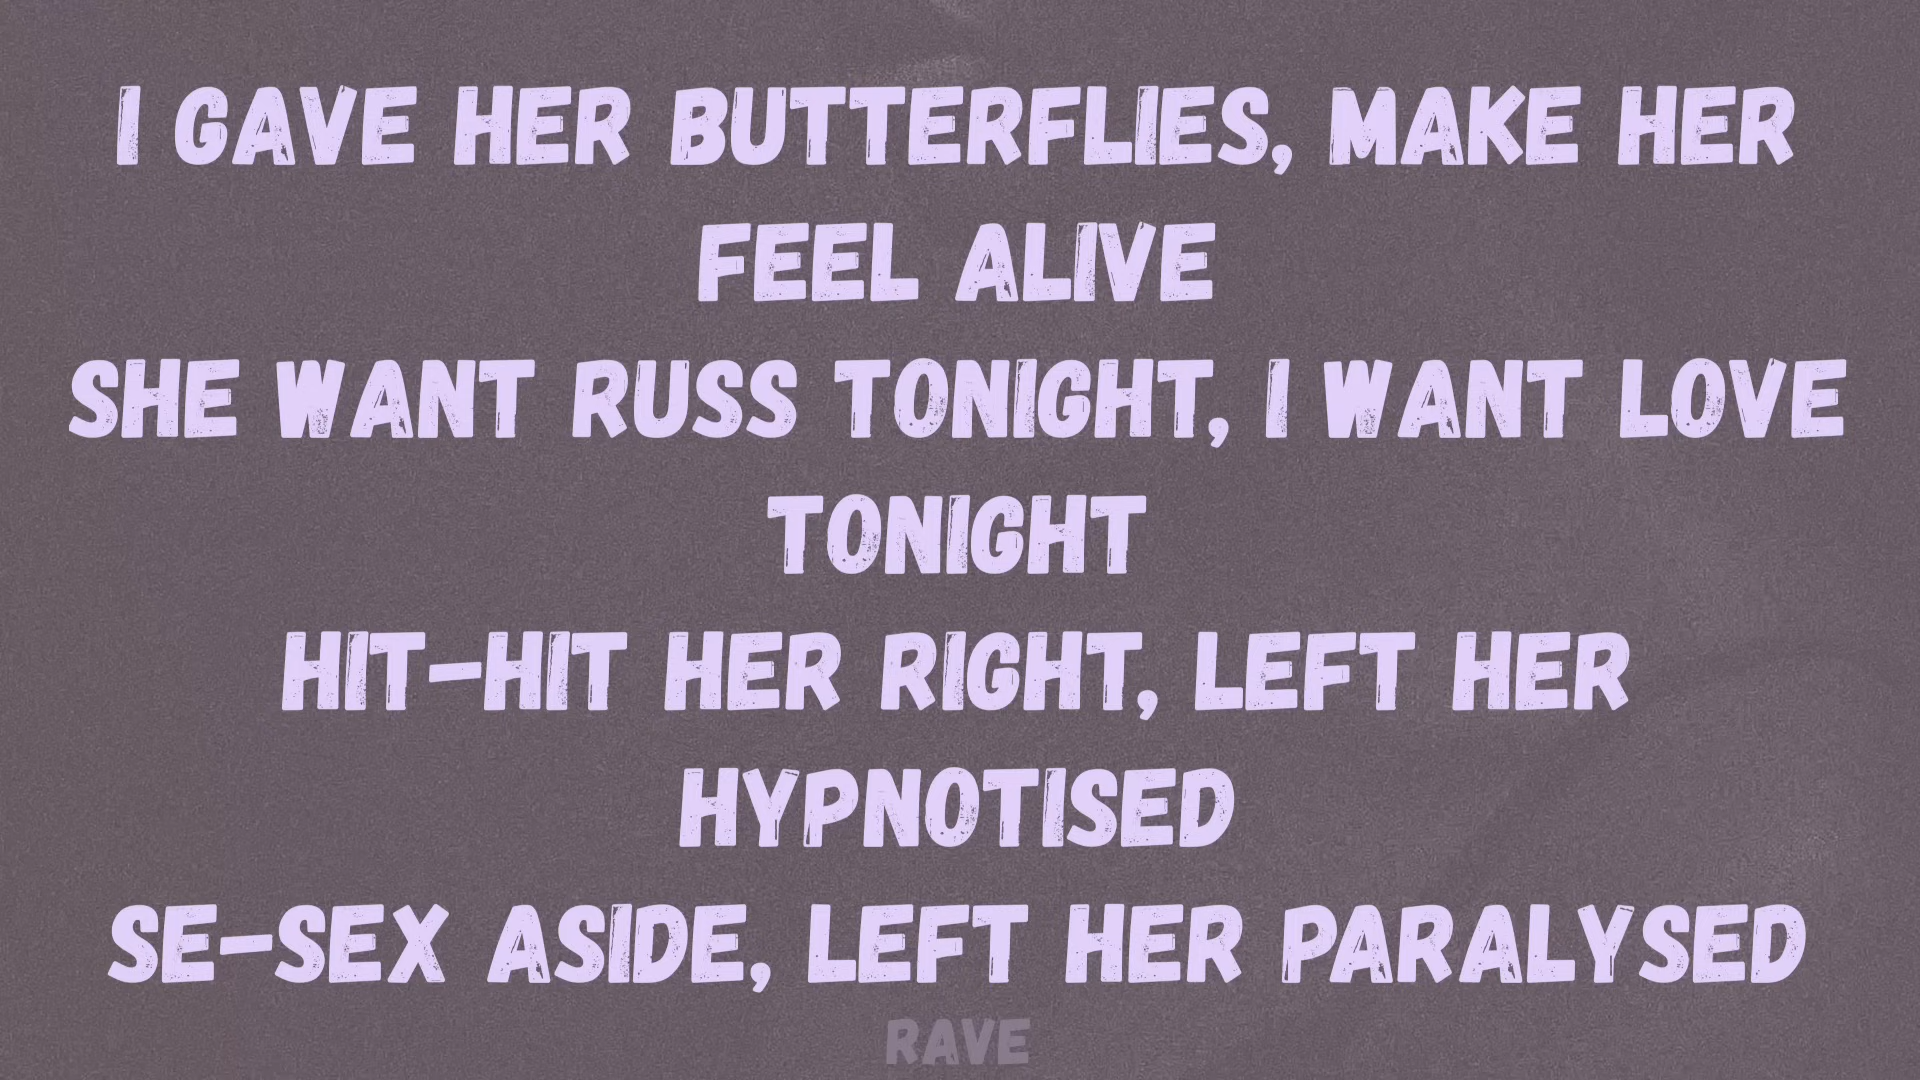 I GAVE HER BUTTERFLIES, MAKE HER
FEEL ALIVE
SHE WANT RUSS TONIGHT, I WANT LOVE
TONIGHT
HIT-HIT HER RIGHT, LEFT HER
HYPNOTISED
SE-SEX ASIDE, LEFT HER PARALYSED
RAVE